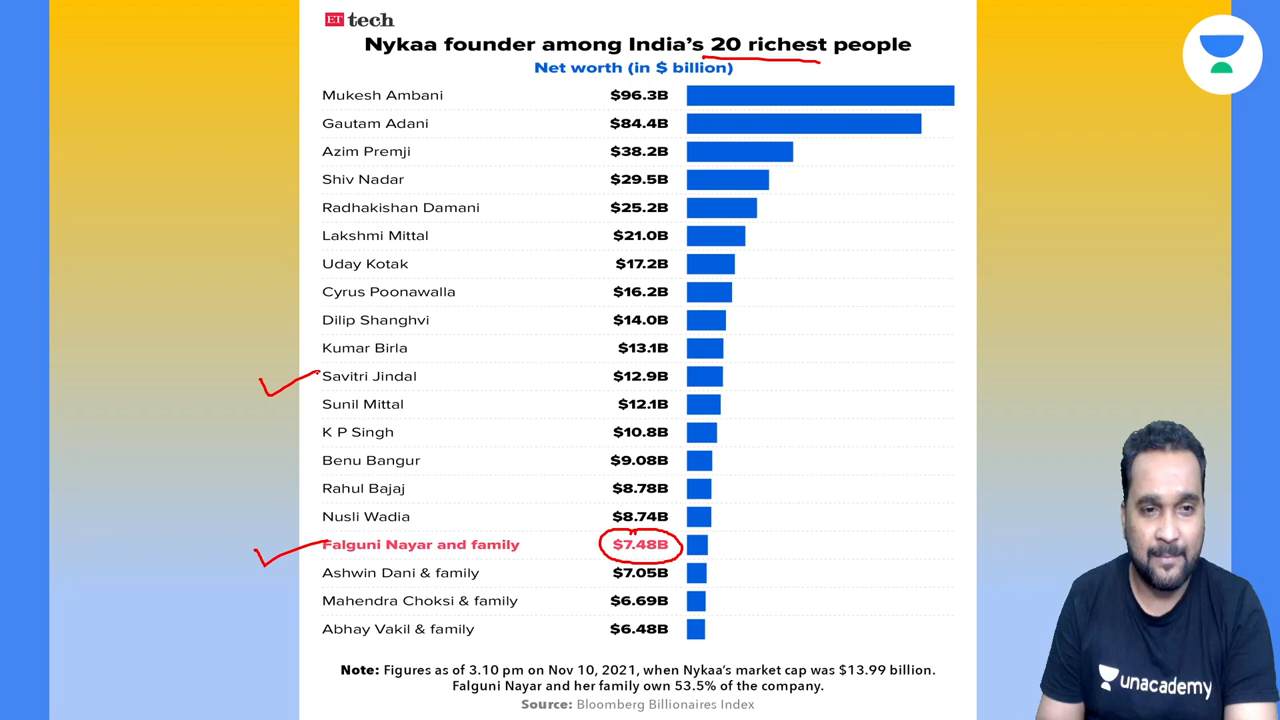 ET tech
Nykaa founder among India’s 20 richest people
Net worth (in $ billion)
Mukesh Ambani $96.3B
Gautam Adani $84.4B
Azim Premji $38.2B
Shiv Nadar $29.5B
Radhakishan Damani $25.2B
Lakshmi Mittal $21.0B
Uday Kotak $17.2B
Cyrus Poonawalla $16.2B
Dilip Shanghvi $14.0B
Kumar Birla $13.1B
Savitri Jindal $12.9B
Sunil Mittal $12.1B
K P Singh $10.8B
Benu Bangur $9.08B
Rahul Bajaj $8.78B
Nusli Wadia $8.74B
Falguni Nayar and family $7.48B
Ashwin Dani & family $7.05B
Mahendra Choksi & family $6.69B
Abhay Vakil & family $6.48B
Note: Figures as of 3.10 pm on Nov 10, 2021, when Nykaa’s market cap was $13.99 billion.
Falguni Nayar and her family own 53.5% of the company.
Source: Bloomberg Billionaires Index
unacademy